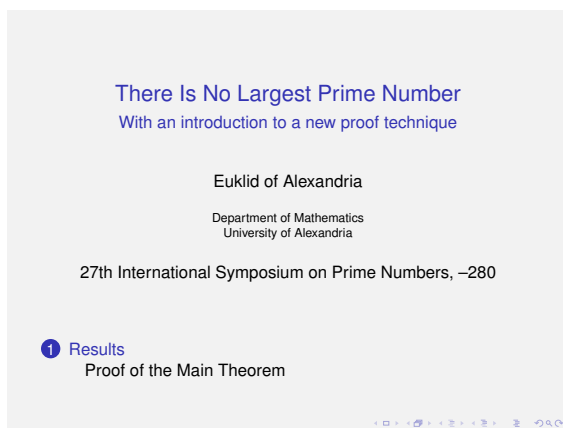 There Is No Largest Prime Number
With an introduction to a new proof technique
Euklid of Alexandria
Department of Mathematics
University of Alexandria
27th International Symposium on Prime Numbers, –280
1 Results
Proof of the Main Theorem